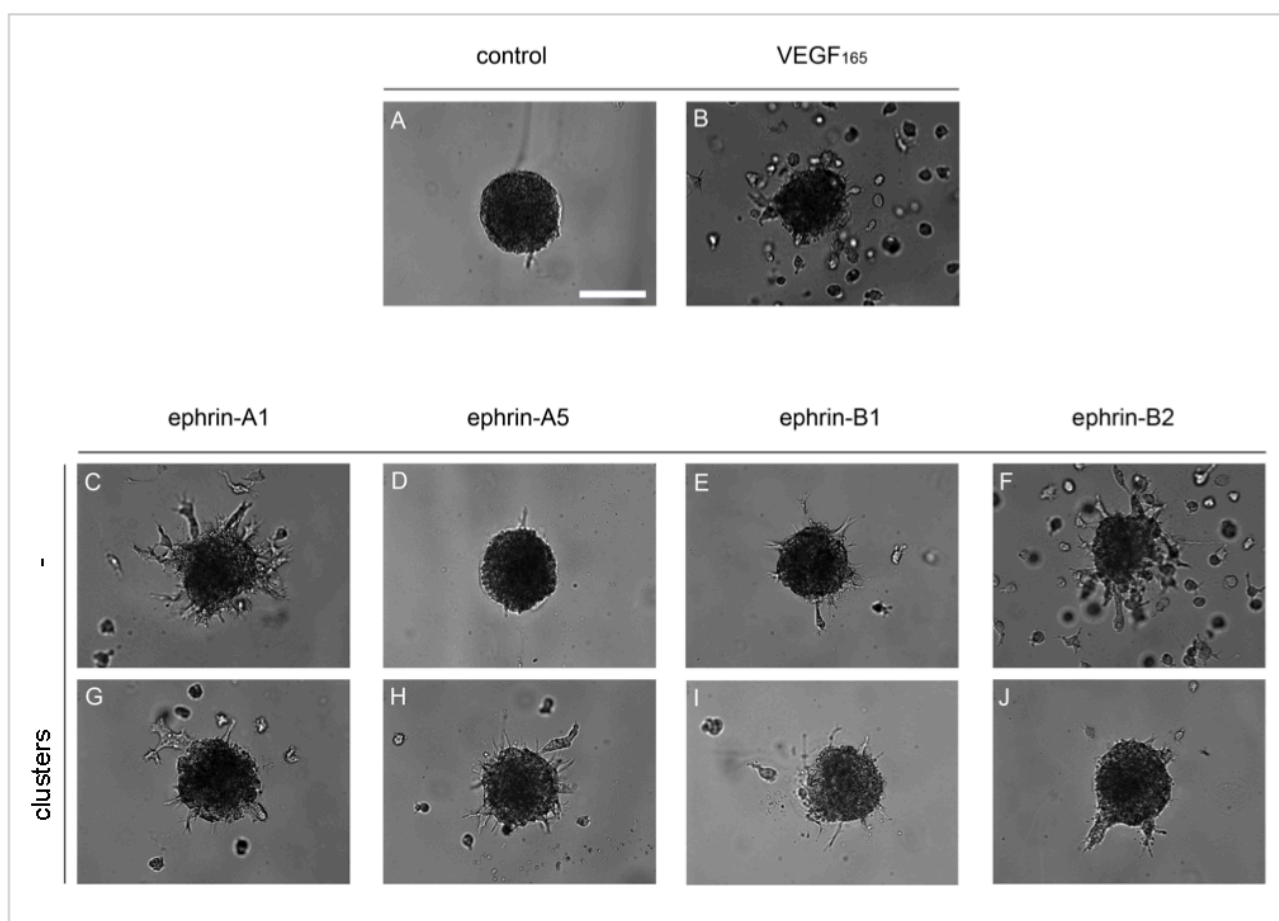 control VEGF165
A B
ephrin-A1 ephrin-A5 ephrin-B1 ephrin-B2
- C D E F
clusters G H I J